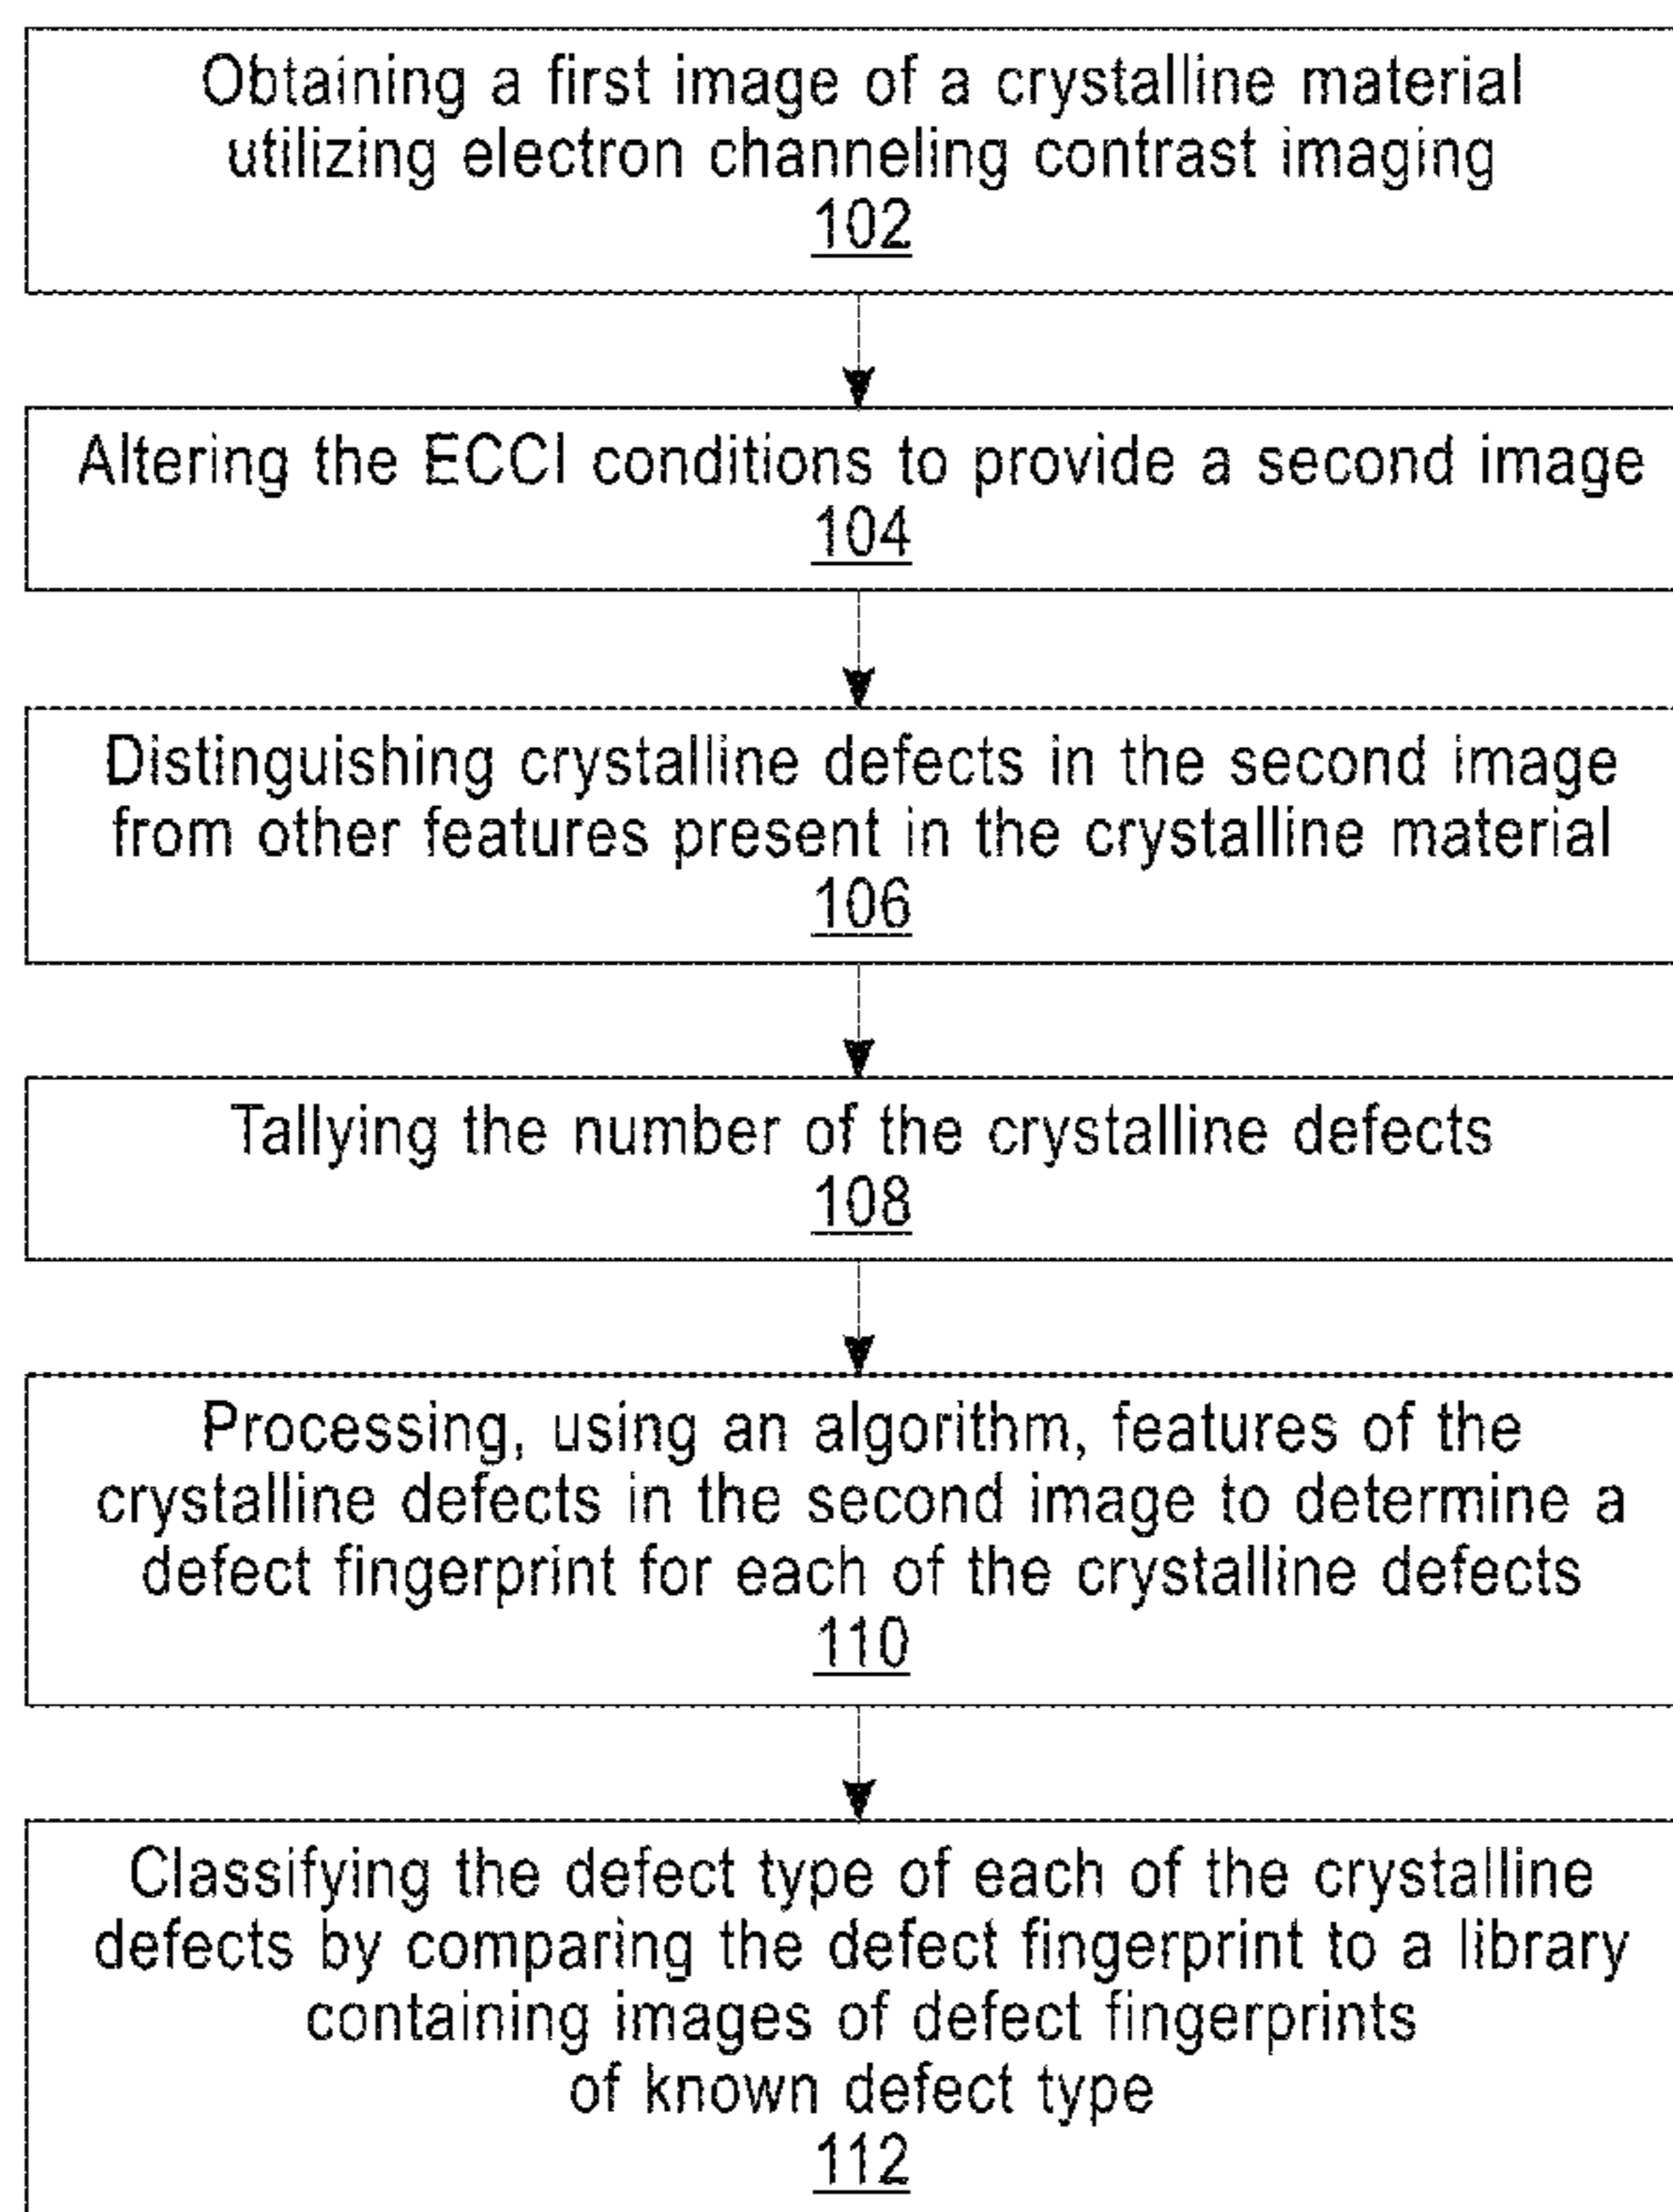 Obtaining a first image of a crystalline material
utilizing electron channeling contrast imaging
102
Altering the ECCI conditions to provide a second image
104
Distinguishing crystalline defects in the second image
from other features present in the crystalline material
106
Tallying the number of the crystalline defects
108
Processing, using an algorithm, features of the
crystalline defects in the second image to determine a
defect fingerprint for each of the crystalline defects
110
Classifying the defect type of each of the crystalline
defects by comparing the defect fingerprint to a library
containing images of defect fingerprints
of known defect type
112